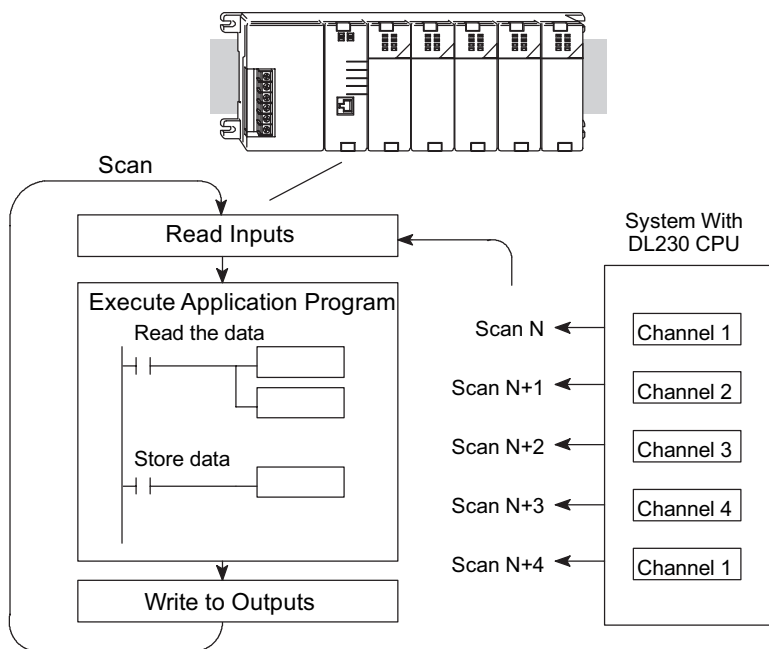 Scan
Read Inputs
Execute Application Program
Read the data
Store data
Write to Outputs
System With
DL230 CPU
Scan N
Channel 1
Scan N+1
Channel 2
Scan N+2
Channel 3
Scan N+3
Channel 4
Scan N+4
Channel 1